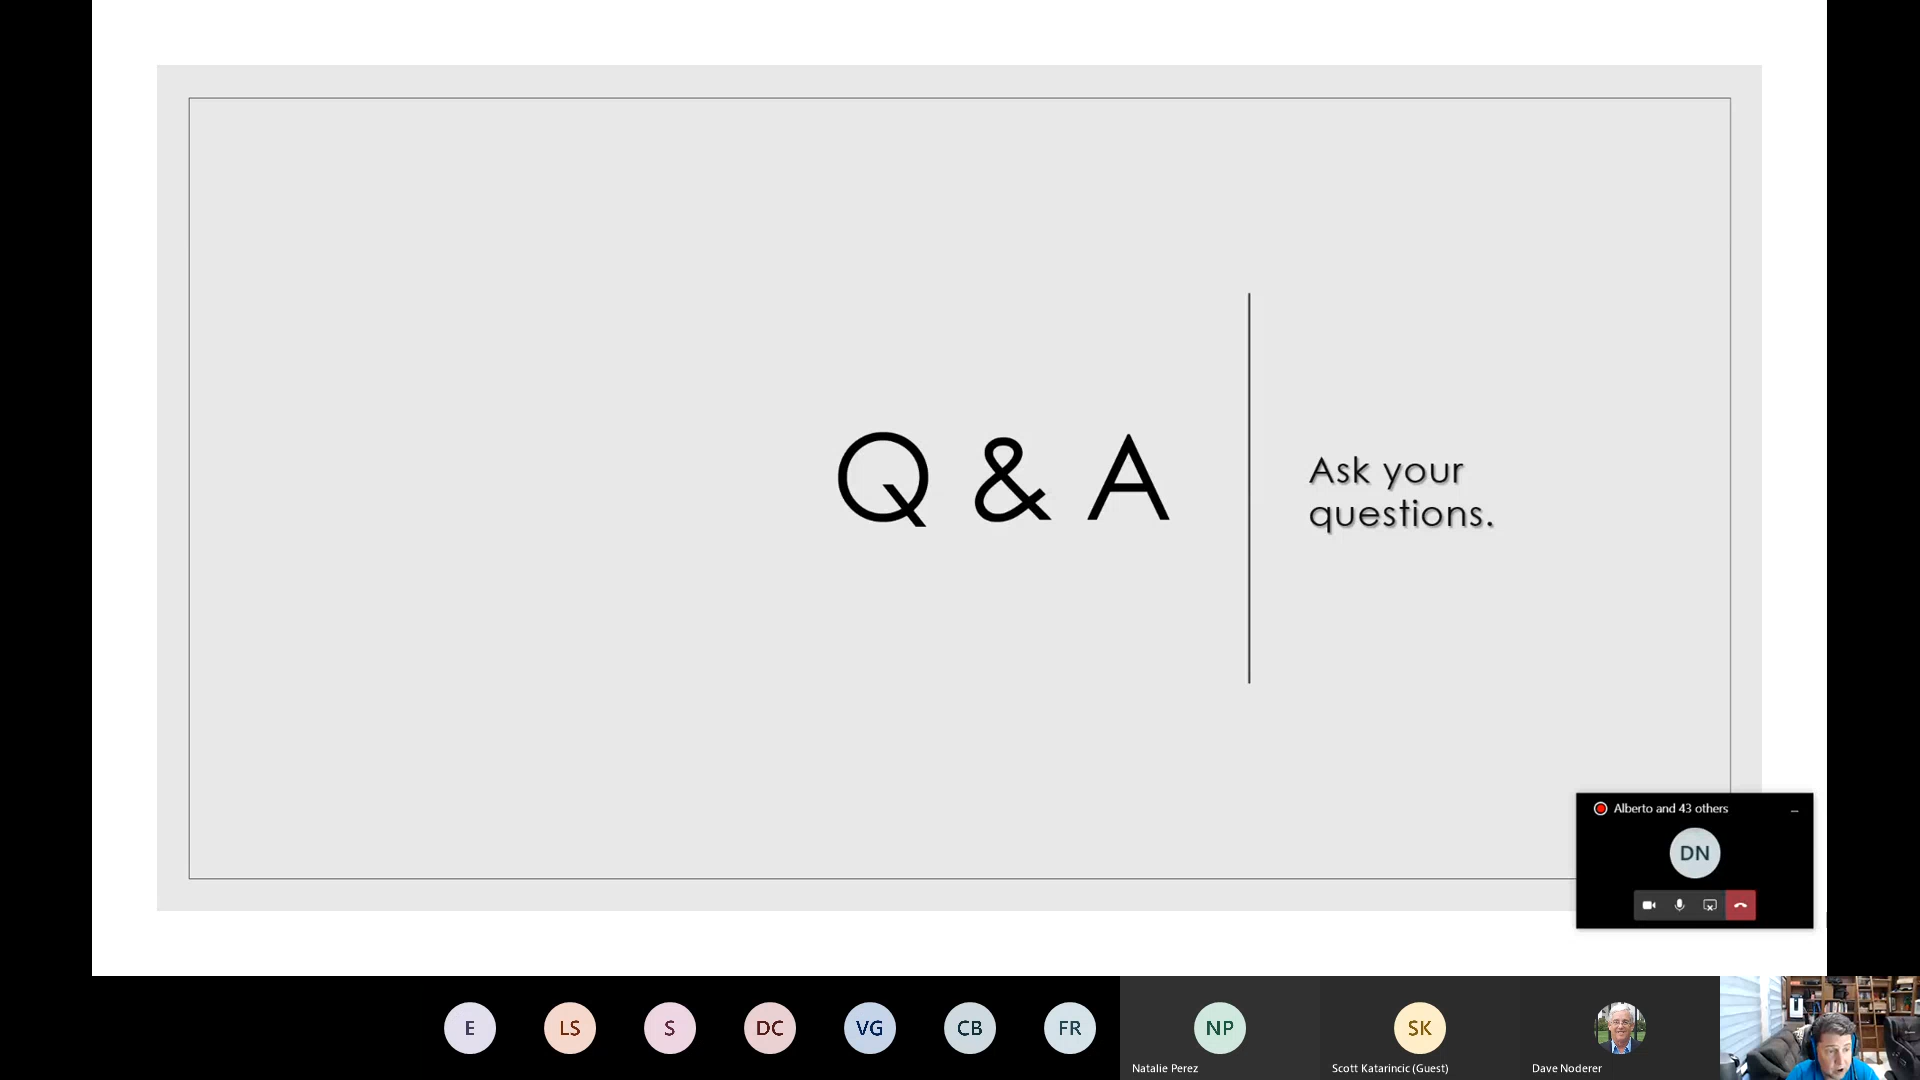 Q & A
Ask your
questions.
Alberto and 43 others
DN
E
LS
S
DC
VG
CB
FR
NP
SK
Natalie Perez
Scott Katarincic (Guest)
Dave Noderer